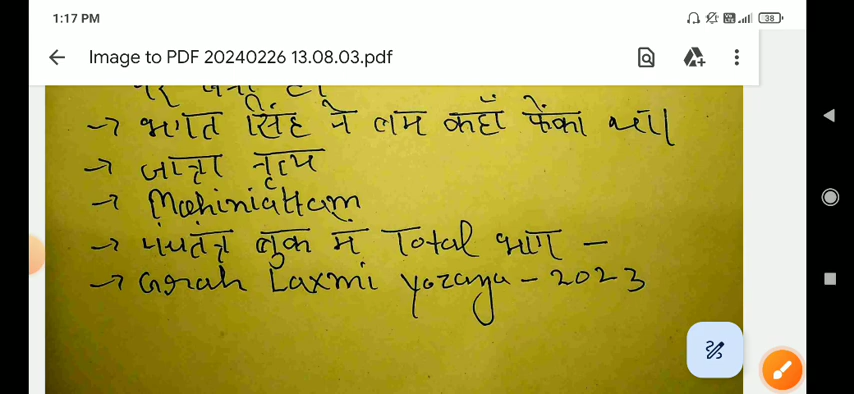 1:17 PM
38
Image to PDF 20240226 13.08.03.pdf
→ भगत सिंह ने बम कहाँ फेंका था।
→ जात्रा नृत्य
→ Mohiniattam
→ पंचतंत्र बुक में Total भाग –
→ Grah Laxmi Yozana – 2023